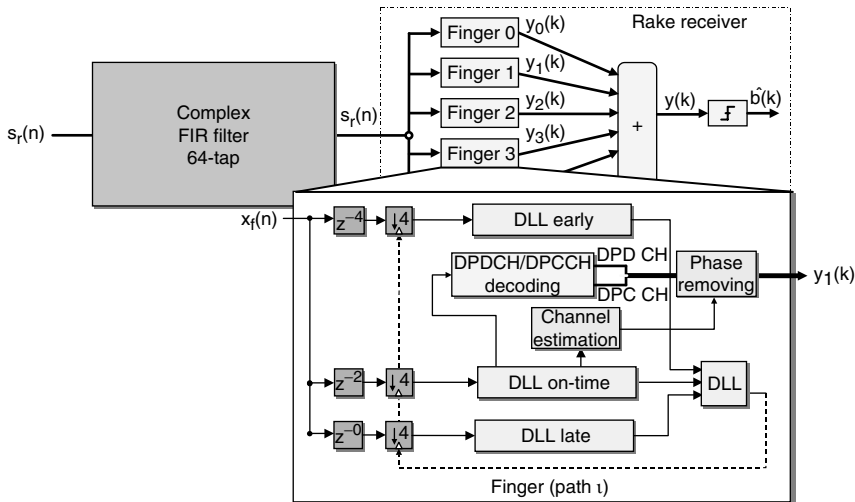 Rake receiver
Finger 0
y0(k)
Finger 1
y1(k)
Finger 2
y2(k)
Finger 3
y3(k)
Complex
FIR filter
64-tap
sr(n)
sr(n)
+
y(k)
b̂(k)
xf(n)
z−4
↓4
DLL early
DPDCH/DPCCH
decoding
DPD CH
DPC CH
Phase
removing
y1(k)
Channel
estimation
z−2
↓4
DLL on-time
DLL
z−0
↓4
DLL late
Finger (path ι)